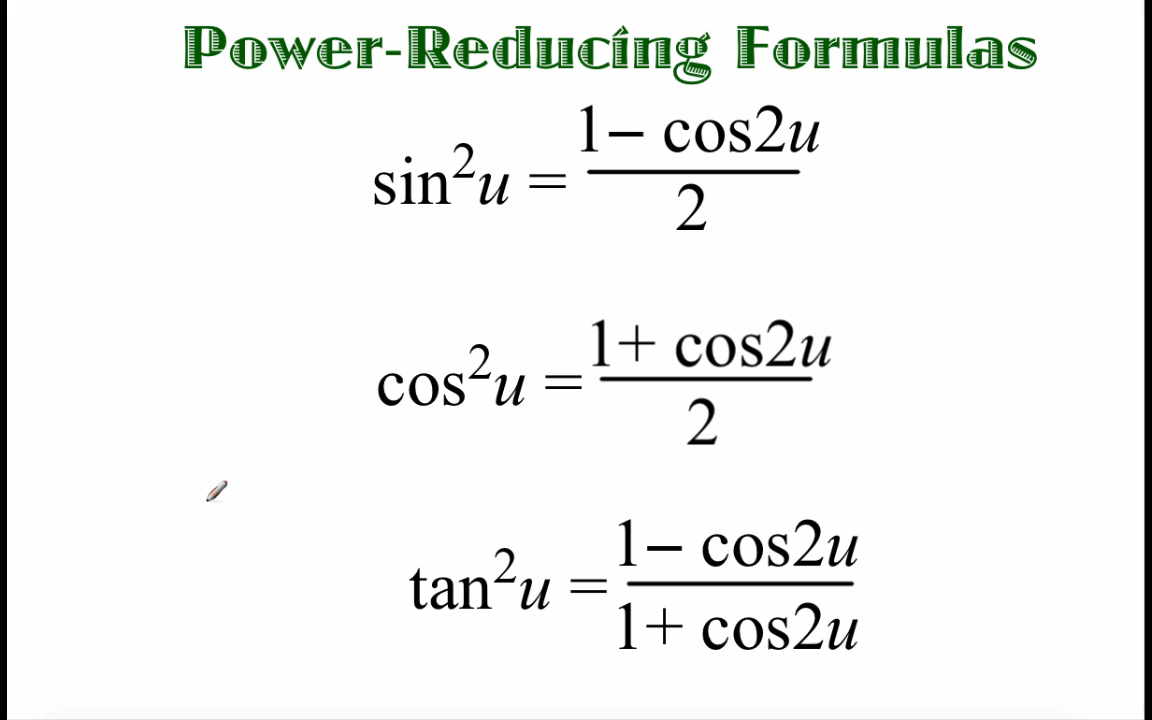 Power-Reducing Formulas
sin²u = (1 − cos2u)/2
cos²u = (1 + cos2u)/2
tan²u = (1 − cos2u)/(1 + cos2u)